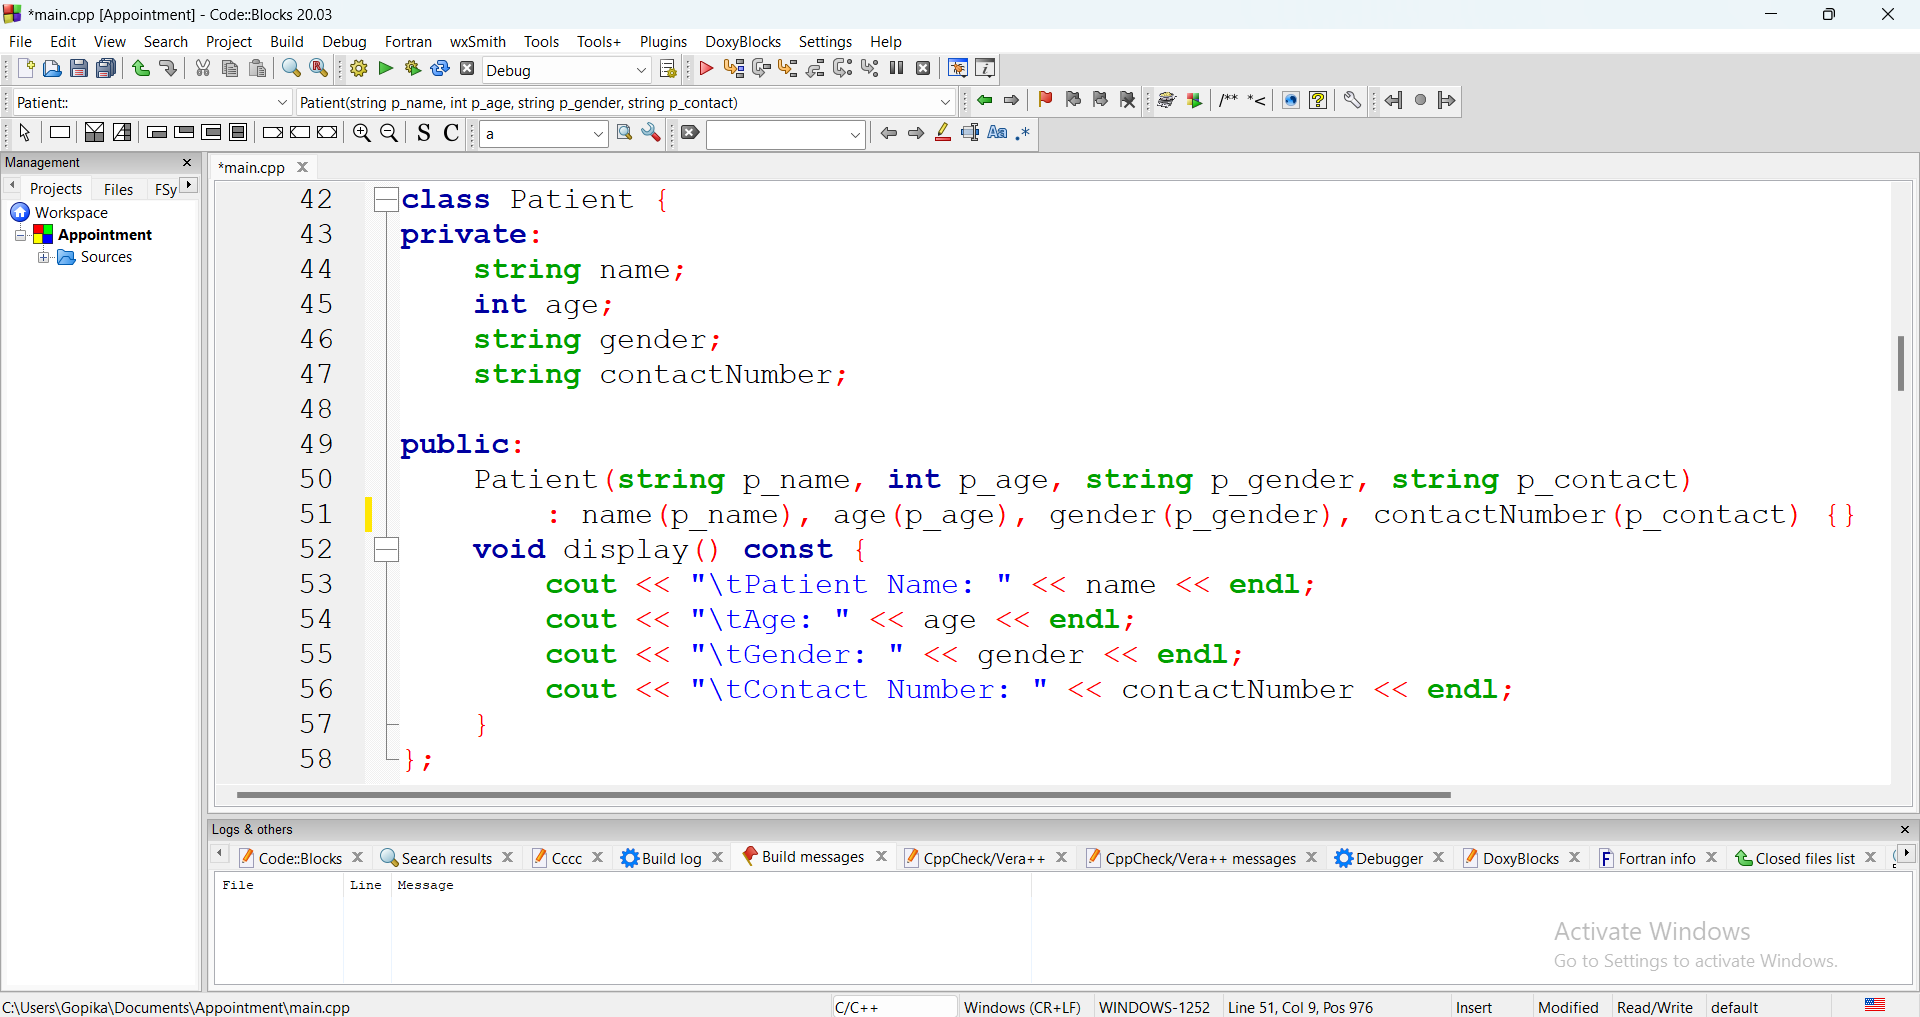 *main.cpp [Appointment] - Code::Blocks 20.03
File Edit View Search Project Build Debug Fortran wxSmith Tools Tools+ Plugins DoxyBlocks Settings Help
Debug
Patient:: Patient(string p_name, int p_age, string p_gender, string p_contact) /** *<
S C a Aa .*
Management
*main.cpp
Projects Files FSy
Workspace
Appointment
Sources
42 class Patient {
43 private:
44 string name;
45 int age;
46 string gender;
47 string contactNumber;
48
49 public:
50 Patient(string p_name, int p_age, string p_gender, string p_contact)
51 : name(p_name), age(p_age), gender(p_gender), contactNumber(p_contact) {}
52 void display() const {
53 cout << "\tPatient Name: " << name << endl;
54 cout << "\tAge: " << age << endl;
55 cout << "\tGender: " << gender << endl;
56 cout << "\tContact Number: " << contactNumber << endl;
57 }
58 };
Logs & others
Code::Blocks Search results Cccc Build log Build messages CppCheck/Vera++ CppCheck/Vera++ messages Debugger DoxyBlocks Fortran info Closed files list
File Line Message
Activate Windows
Go to Settings to activate Windows.
C:\Users\Gopika\Documents\Appointment\main.cpp C/C++ Windows (CR+LF) WINDOWS-1252 Line 51, Col 9, Pos 976 Insert Modified Read/Write default